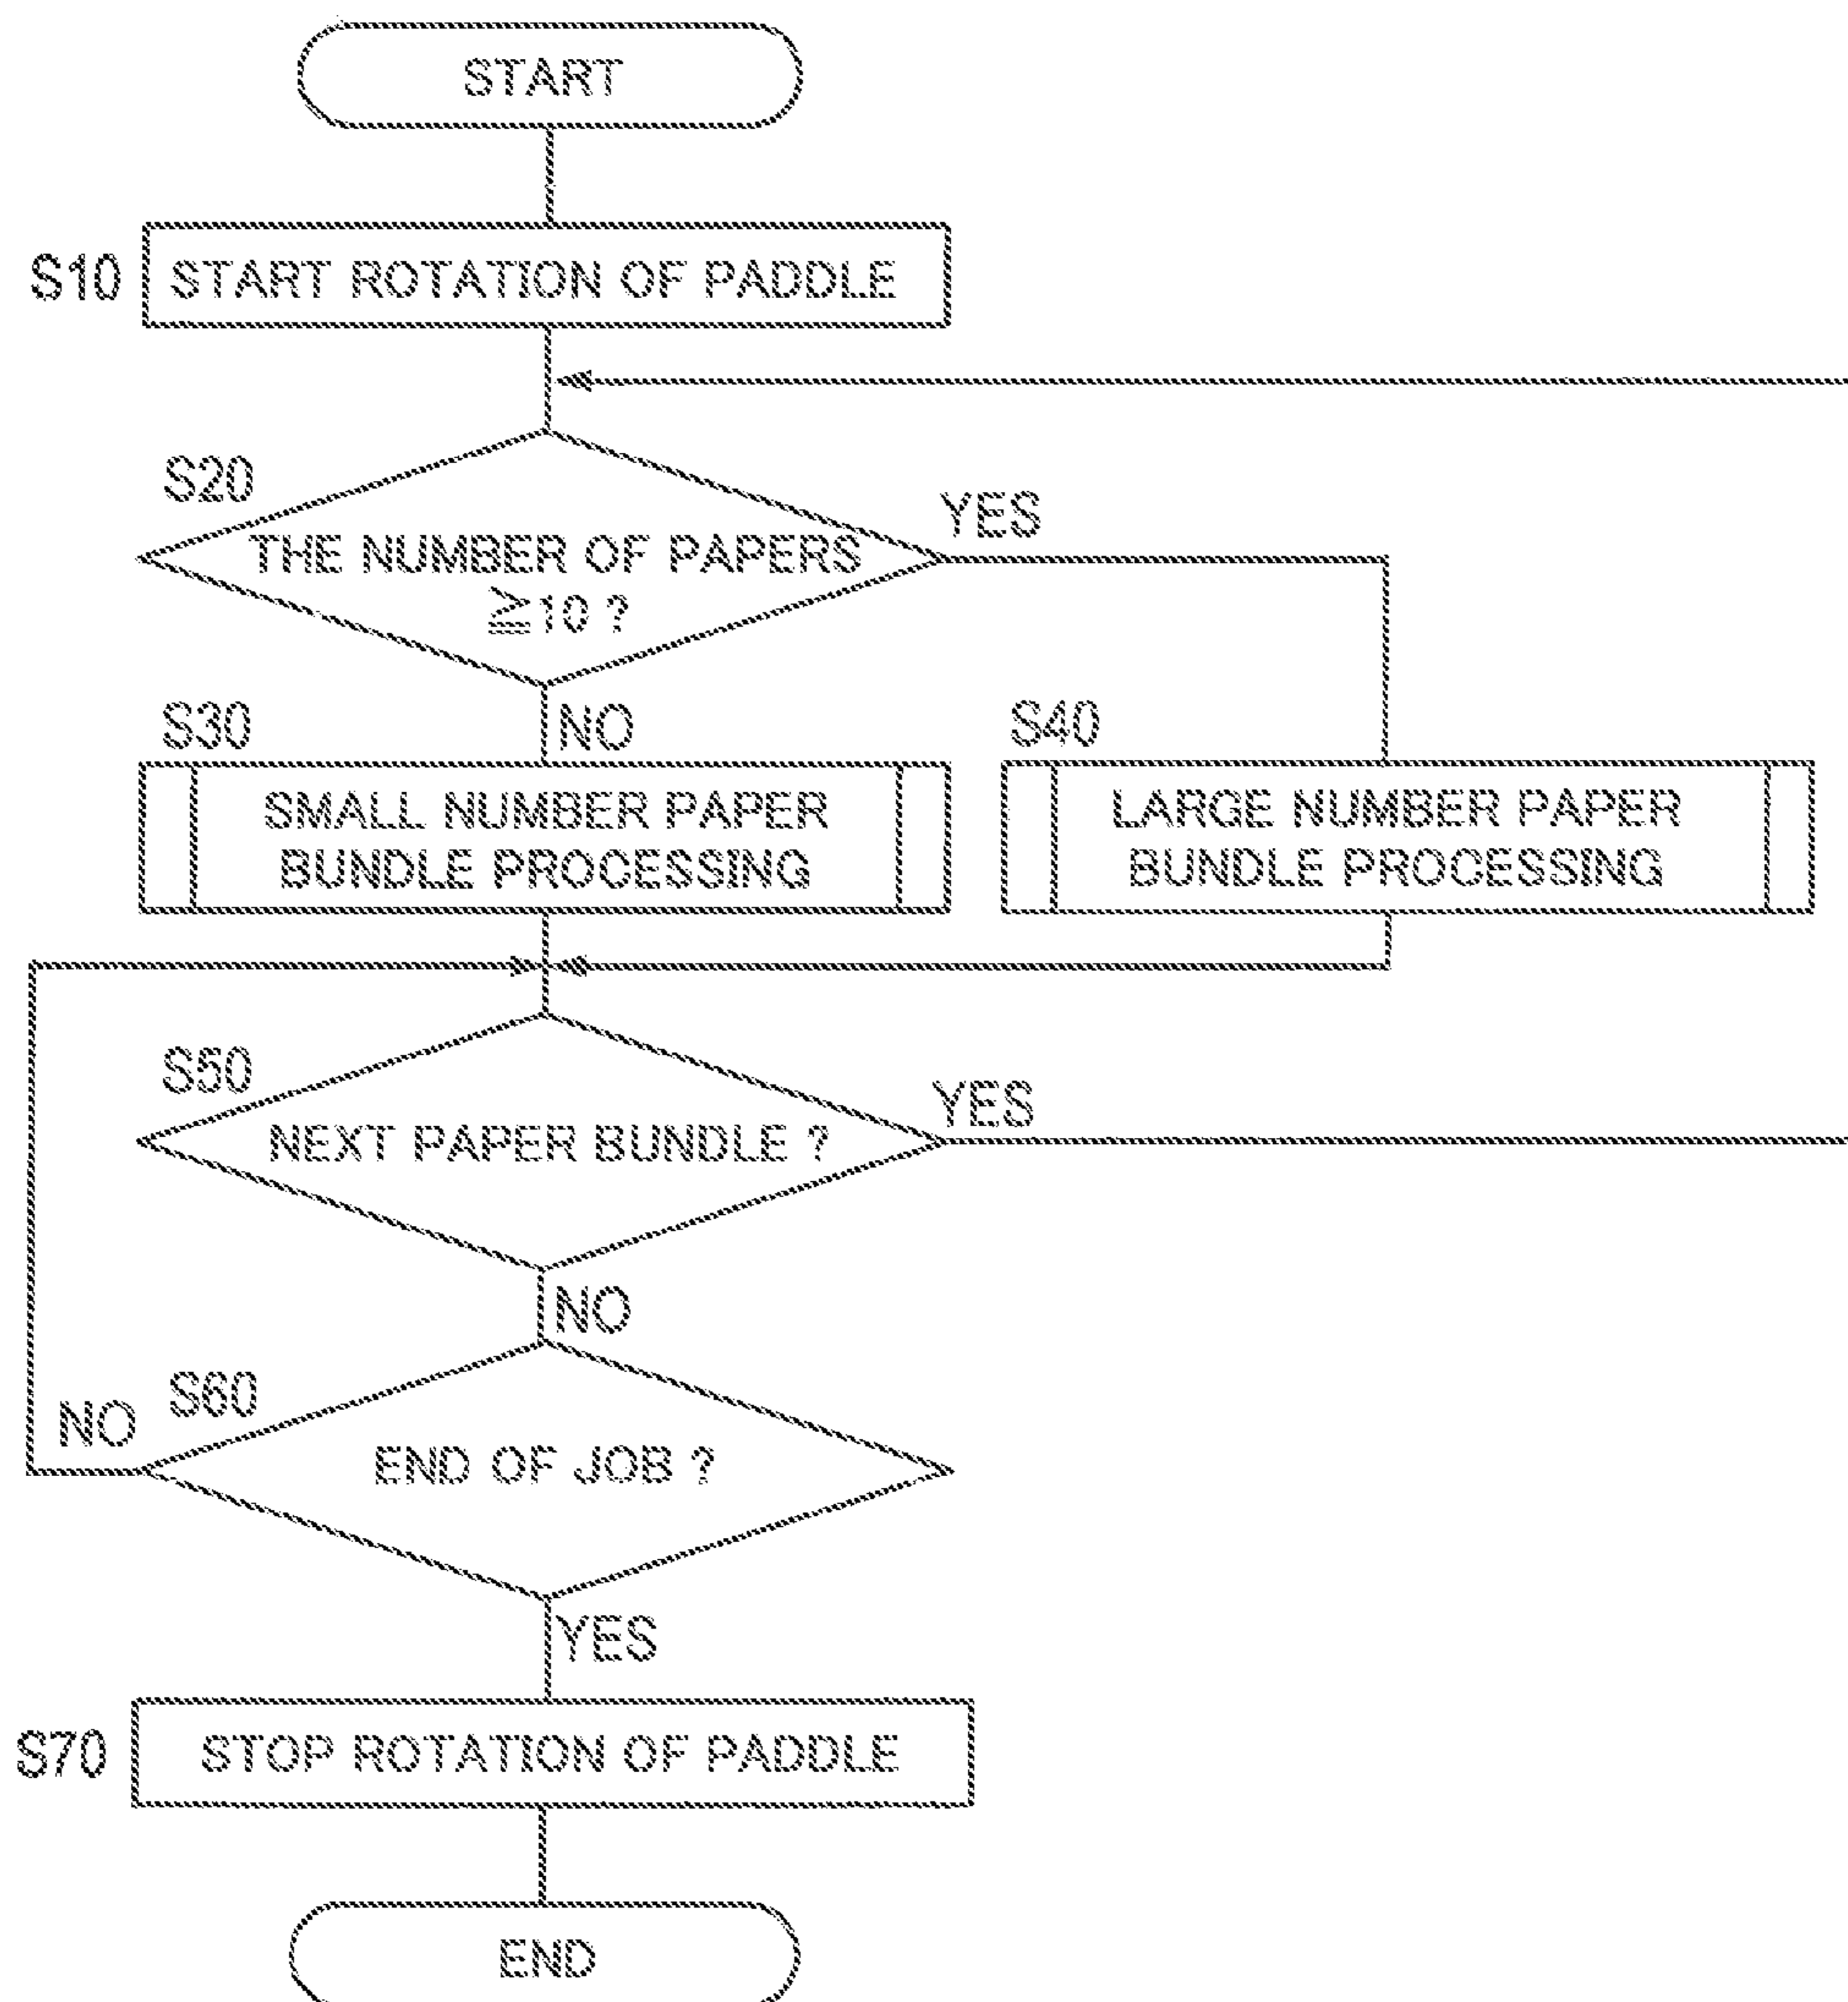 START
S10
START ROTATION OF PADDLE
S20
THE NUMBER OF PAPERS
≧10 ?
YES
NO
S30
SMALL NUMBER PAPER
BUNDLE PROCESSING
S40
LARGE NUMBER PAPER
BUNDLE PROCESSING
S50
NEXT PAPER BUNDLE ?
YES
NO
S60
END OF JOB ?
NO
YES
S70
STOP ROTATION OF PADDLE
END